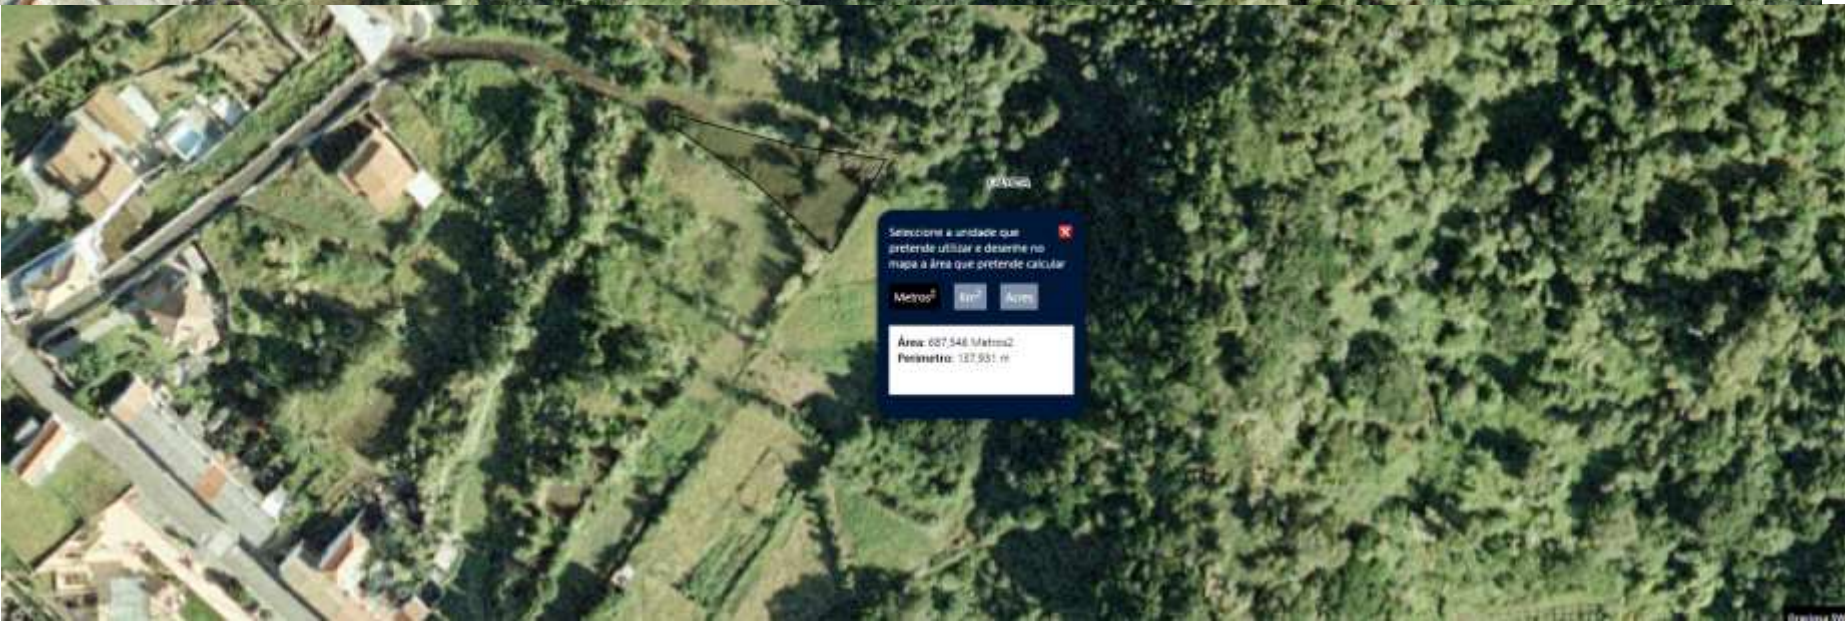 Seleccione a unidade que
pretende utilizar e desenhe no
mapa a área que pretende calcular
Metros²
Km²
Acres
Área: 687,546 Metros2
Perímetro: 137,931 m